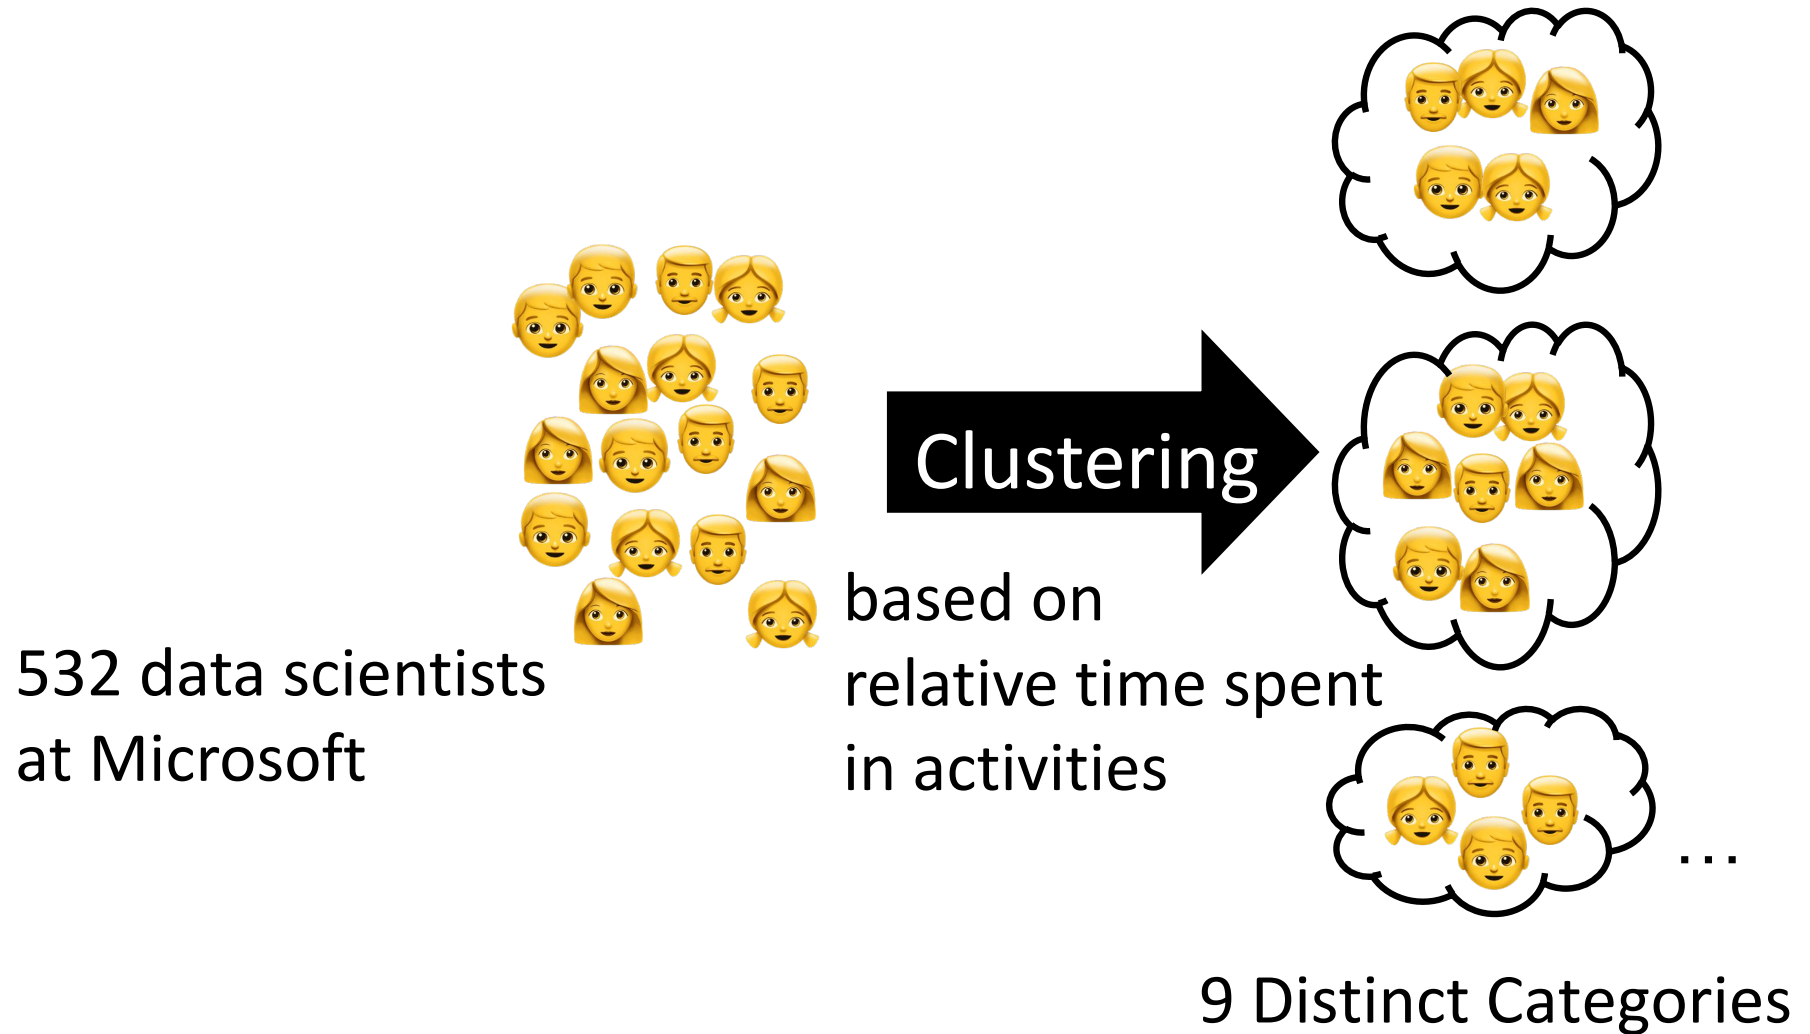 532 data scientists
at Microsoft
Clustering
based on
relative time spent
in activities
…
9 Distinct Categories